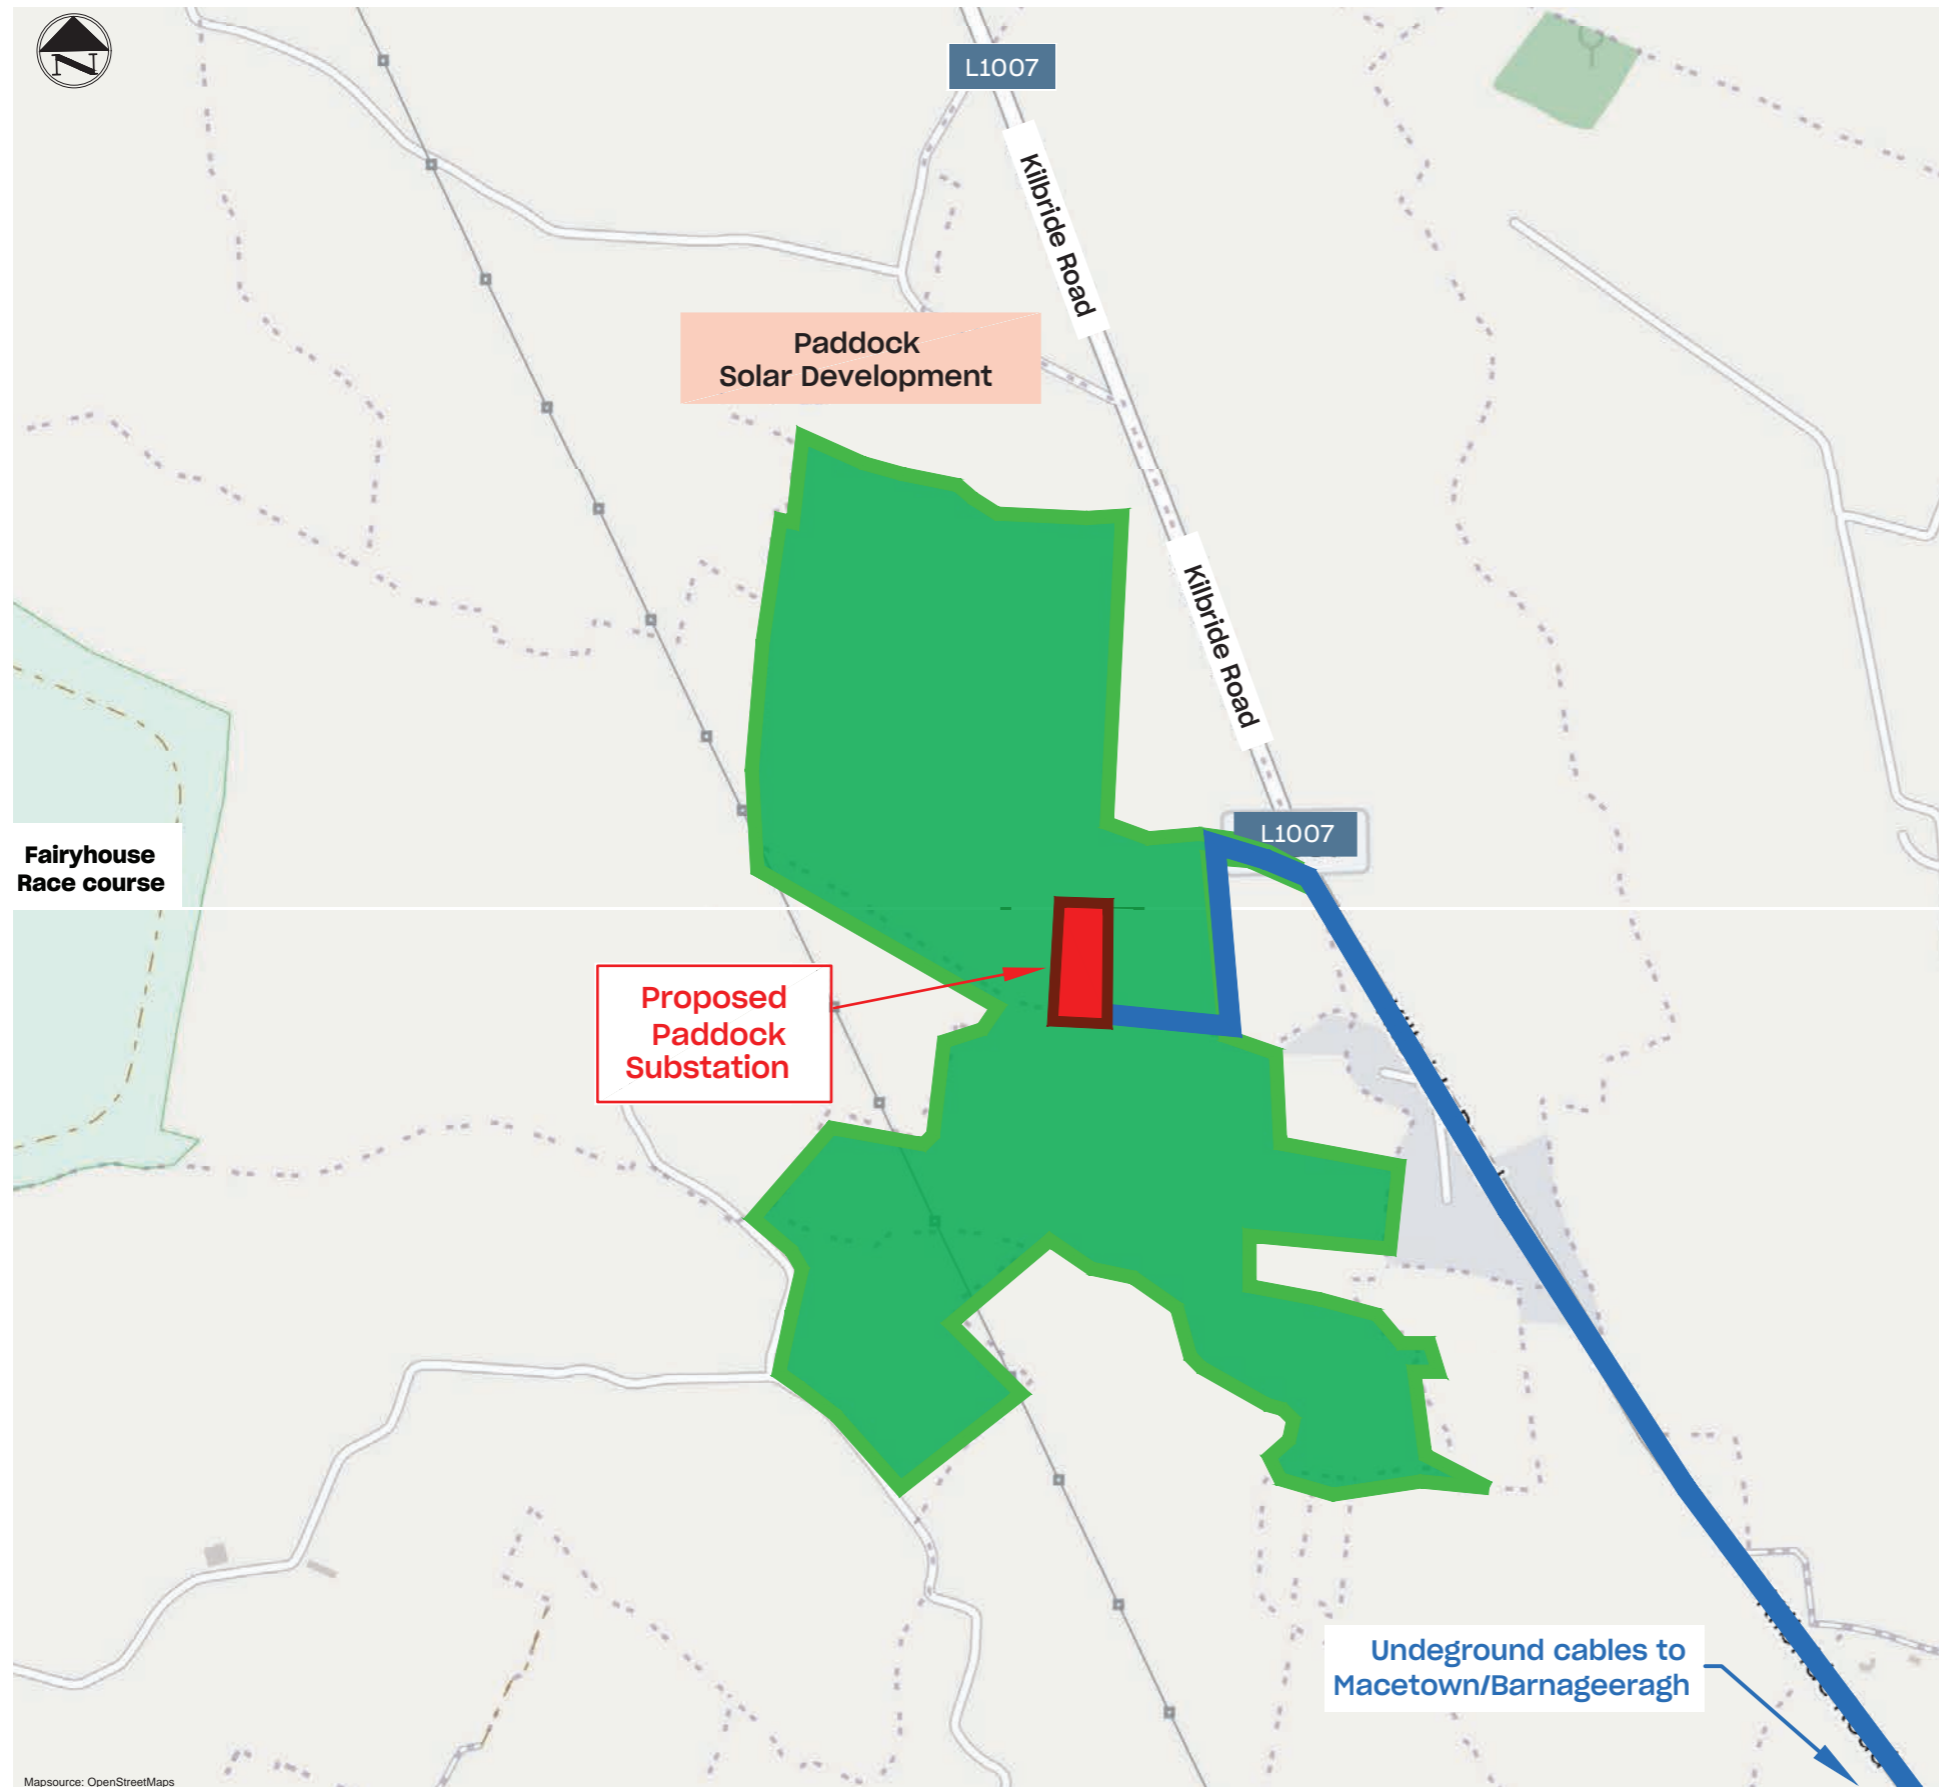 N
L1007
Kilbride Road
Paddock
Solar Development
Kilbride Road
L1007
Fairyhouse
Race course
Proposed
Paddock
Substation
Undeground cables to
Macetown/Barnageeragh
Mapsource: OpenStreetMaps